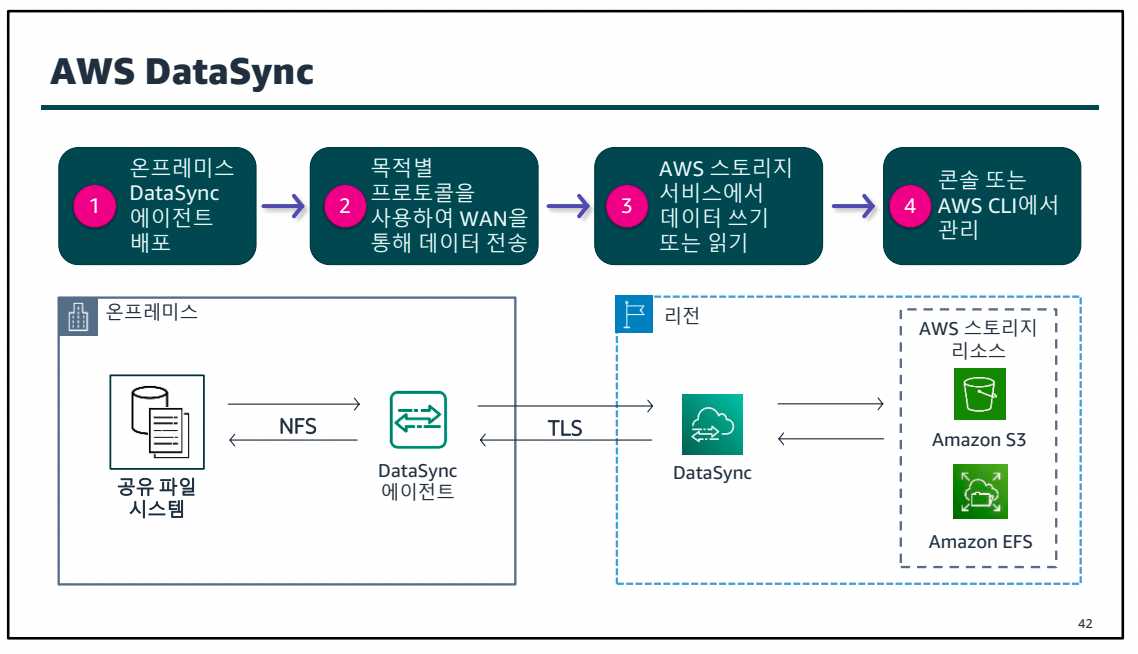 AWS DataSync
1
온프레미스
DataSync
에이전트
배포
2
목적별
프로토콜을
사용하여 WAN을
통해 데이터 전송
3
AWS 스토리지
서비스에서
데이터 쓰기
또는 읽기
4
콘솔 또는
AWS CLI에서
관리
온프레미스
공유 파일
시스템
NFS
DataSync
에이전트
TLS
리전
DataSync
AWS 스토리지
리소스
Amazon S3
Amazon EFS
42